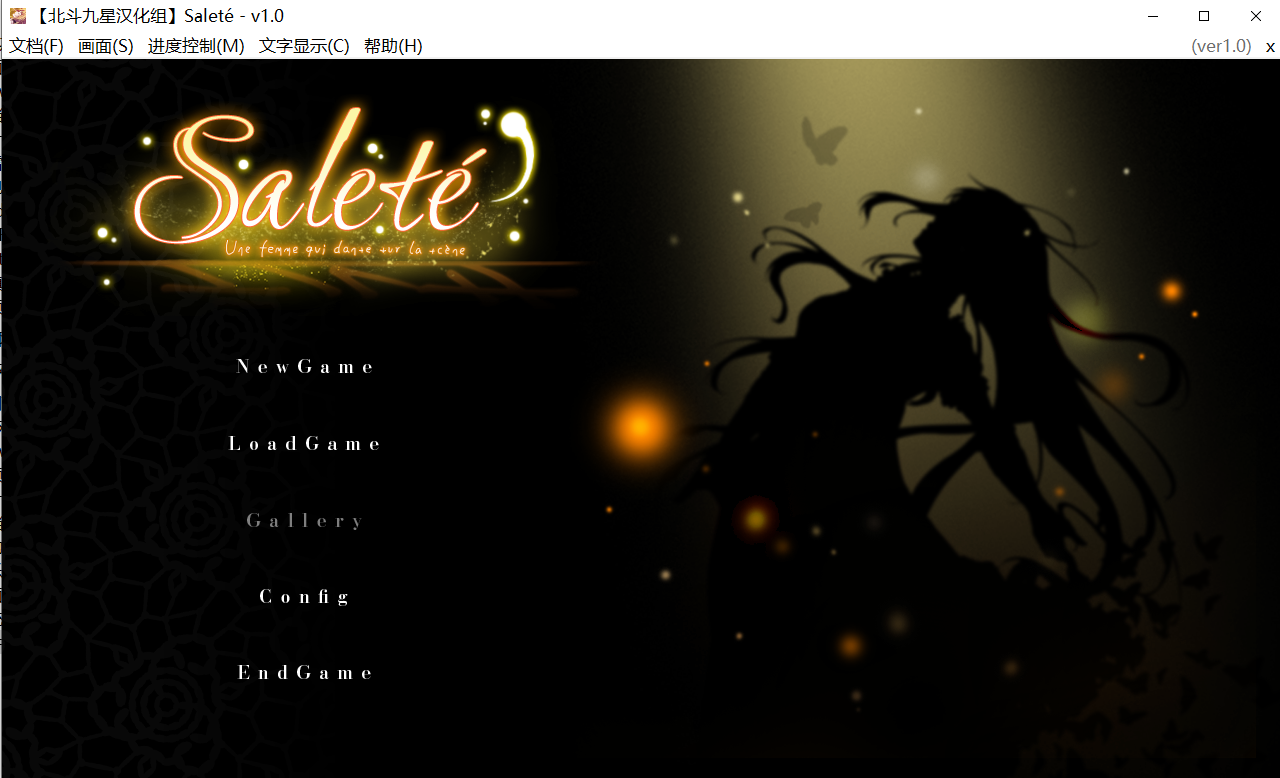 【北斗九星汉化组】Saleté - v1.0
文档(F) 画面(S) 进度控制(M) 文字显示(C) 帮助(H) (ver1.0) x
Saleté
Une femme qui danse sur la scène
NewGame
LoadGame
Gallery
Config
EndGame